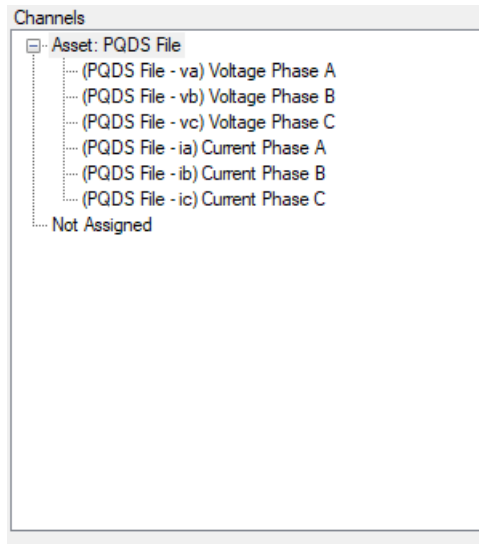 Channels
Asset: PQDS File
(PQDS File - va) Voltage Phase A
(PQDS File - vb) Voltage Phase B
(PQDS File - vc) Voltage Phase C
(PQDS File - ia) Current Phase A
(PQDS File - ib) Current Phase B
(PQDS File - ic) Current Phase C
Not Assigned